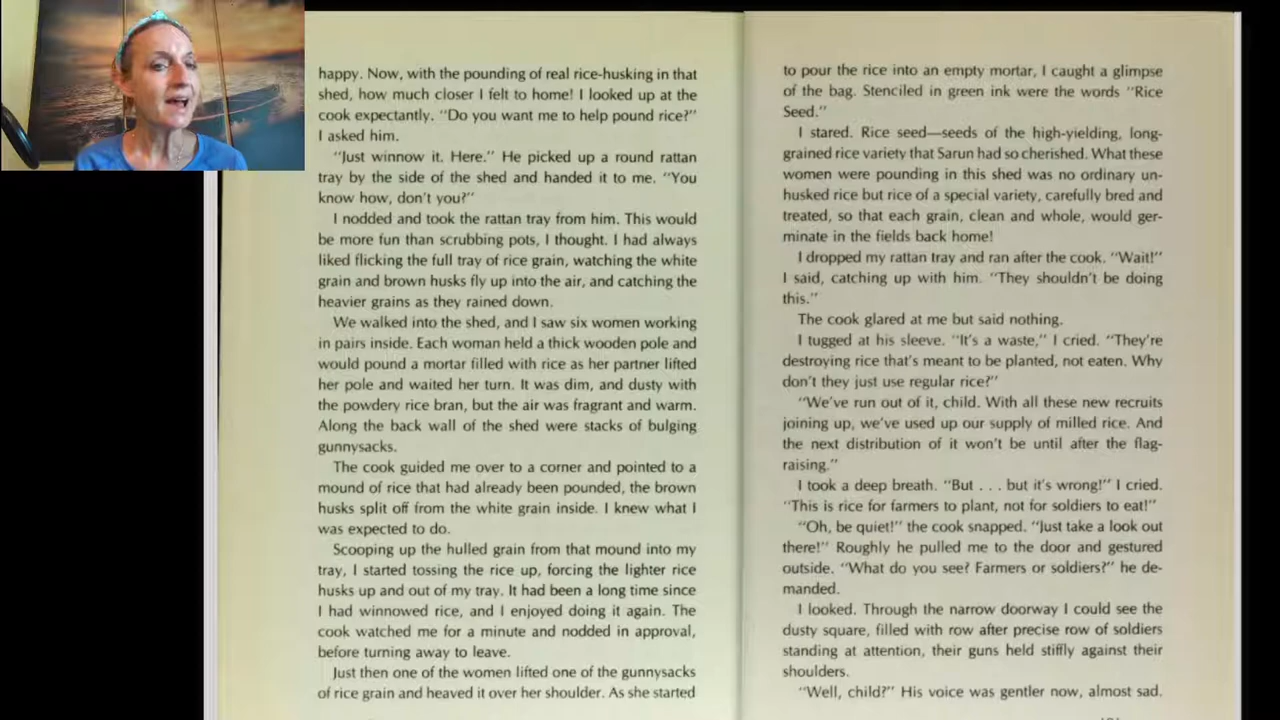 happy. Now, with the pounding of real rice-husking in that
shed, how much closer I felt to home! I looked up at the
cook expectantly. “Do you want me to help pound rice?”
I asked him.
“Just winnow it. Here.” He picked up a round rattan
tray by the side of the shed and handed it to me. “You
know how, don’t you?”
I nodded and took the rattan tray from him. This would
be more fun than scrubbing pots, I thought. I had always
liked flicking the full tray of rice grain, watching the white
grain and brown husks fly up into the air, and catching the
heavier grains as they rained down.
We walked into the shed, and I saw six women working
in pairs inside. Each woman held a thick wooden pole and
would pound a mortar filled with rice as her partner lifted
her pole and waited her turn. It was dim, and dusty with
the powdery rice bran, but the air was fragrant and warm.
Along the back wall of the shed were stacks of bulging
gunnysacks.
The cook guided me over to a corner and pointed to a
mound of rice that had already been pounded, the brown
husks split off from the white grain inside. I knew what I
was expected to do.
Scooping up the hulled grain from that mound into my
tray, I started tossing the rice up, forcing the lighter rice
husks up and out of my tray. It had been a long time since
I had winnowed rice, and I enjoyed doing it again. The
cook watched me for a minute and nodded in approval,
before turning away to leave.
Just then one of the women lifted one of the gunnysacks
of rice grain and heaved it over her shoulder. As she started
to pour the rice into an empty mortar, I caught a glimpse
of the bag. Stenciled in green ink were the words “Rice
Seed.”
I stared. Rice seed—seeds of the high-yielding, long-
grained rice variety that Sarun had so cherished. What these
women were pounding in this shed was no ordinary un-
husked rice but rice of a special variety, carefully bred and
treated, so that each grain, clean and whole, would ger-
minate in the fields back home!
I dropped my rattan tray and ran after the cook. “Wait!”
I said, catching up with him. “They shouldn’t be doing
this.”
The cook glared at me but said nothing.
I tugged at his sleeve. “It’s a waste,” I cried. “They’re
destroying rice that’s meant to be planted, not eaten. Why
don’t they just use regular rice?”
“We’ve run out of it, child. With all these new recruits
joining up, we’ve used up our supply of milled rice. And
the next distribution of it won’t be until after the flag-
raising.”
I took a deep breath. “But . . . but it’s wrong!” I cried.
“This is rice for farmers to plant, not for soldiers to eat!”
“Oh, be quiet!” the cook snapped. “Just take a look out
there!” Roughly he pulled me to the door and gestured
outside. “What do you see? Farmers or soldiers?” he de-
manded.
I looked. Through the narrow doorway I could see the
dusty square, filled with row after precise row of soldiers
standing at attention, their guns held stiffly against their
shoulders.
“Well, child?” His voice was gentler now, almost sad.